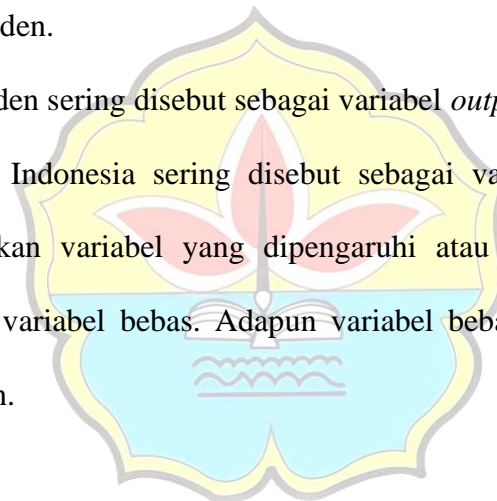 den.
den sering disebut sebagai variabel outp
Indonesia sering disebut sebagai va
kan variabel yang dipengaruhi atau
variabel bebas. Adapun variabel beba
n.